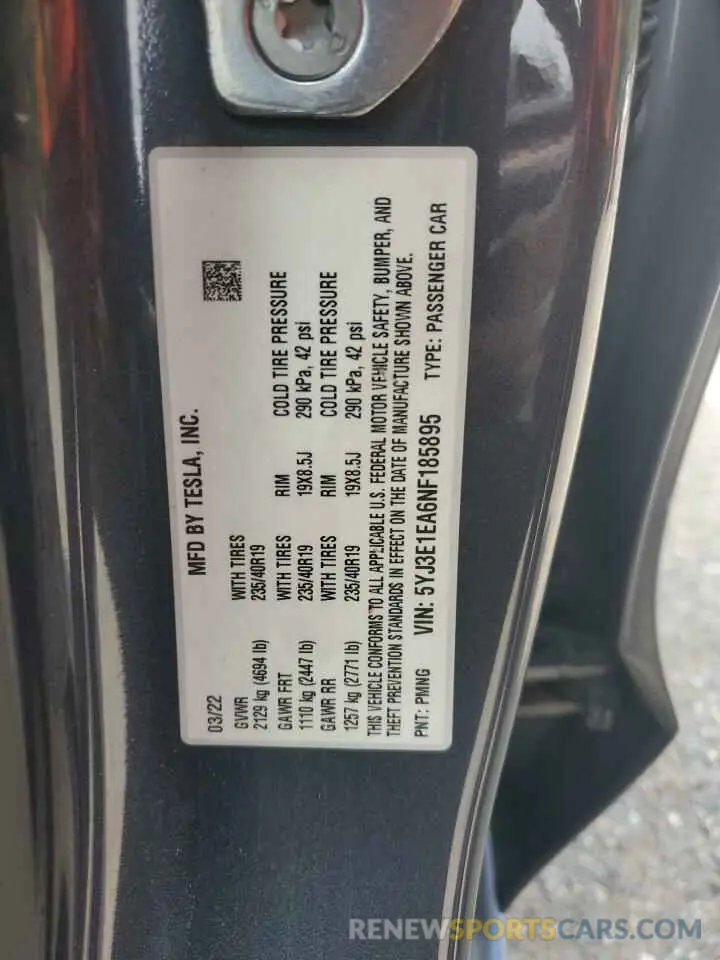 MFD BY TESLA, INC.
03/22
GVWR WITH TIRES
2129 kg (4694 lb) 235/40R19
GAWR FRT WITH TIRES RIM COLD TIRE PRESSURE
1110 kg (2447 lb) 235/40R19 19X8.5J 290 kPa, 42 psi
GAWR RR WITH TIRES RIM COLD TIRE PRESSURE
1257 kg (2771 lb) 235/40R19 19X8.5J 290 kPa, 42 psi
THIS VEHICLE CONFORMS TO ALL APPLICABLE U.S. FEDERAL MOTOR VEHICLE SAFETY, BUMPER, AND
THEFT PREVENTION STANDARDS IN EFFECT ON THE DATE OF MANUFACTURE SHOWN ABOVE.
PNT: PMNG VIN: 5YJ3E1EA6NF185895 TYPE: PASSENGER CAR
RENEWSPORTSCARS.COM